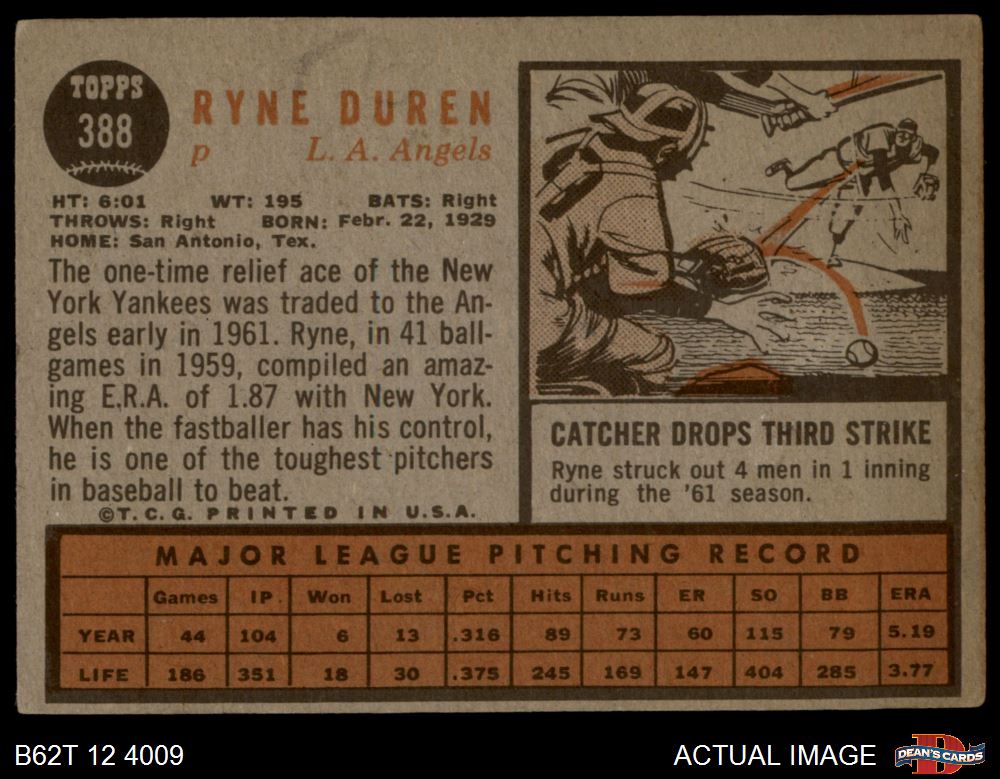 TOPPS
388
RYNE DUREN
p L. A. Angels
HT: 6:01 WT: 195 BATS: Right
THROWS: Right BORN: Febr. 22, 1929
HOME: San Antonio, Tex.
The one-time relief ace of the New
York Yankees was traded to the An-
gels early in 1961. Ryne, in 41 ball-
games in 1959, compiled an amaz-
ing E.R.A. of 1.87 with New York.
When the fastballer has his control,
he is one of the toughest pitchers
in baseball to beat.
©T. C. G. PRINTED IN U.S.A.
CATCHER DROPS THIRD STRIKE
Ryne struck out 4 men in 1 inning
during the '61 season.
MAJOR LEAGUE PITCHING RECORD
Games IP. Won Lost Pct Hits Runs ER SO BB ERA
YEAR 44 104 6 13 .316 89 73 60 115 79 5.19
LIFE 186 351 18 30 .375 245 169 147 404 285 3.77
B62T 12 4009
ACTUAL IMAGE
D
DEAN'S CARDS